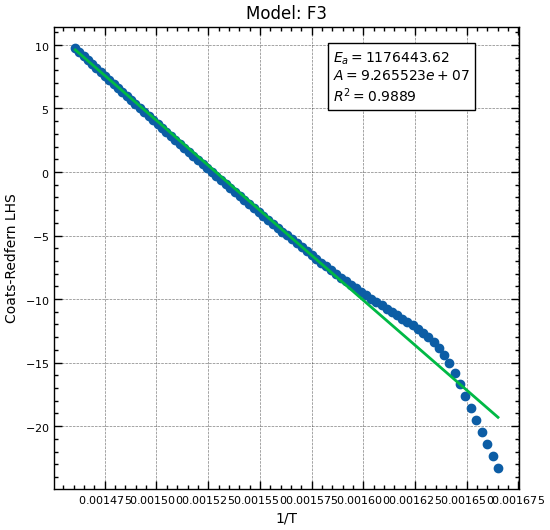 Model: F3
10
5
0
−5
−10
−15
−20
Coats-Redfern LHS
E_a = 1176443.62
A = 9.265523e + 07
R^2 = 0.9889
0.001475 0.001500 0.001525 0.001550 0.001575 0.001600 0.001625 0.001650 0.001675
1/T